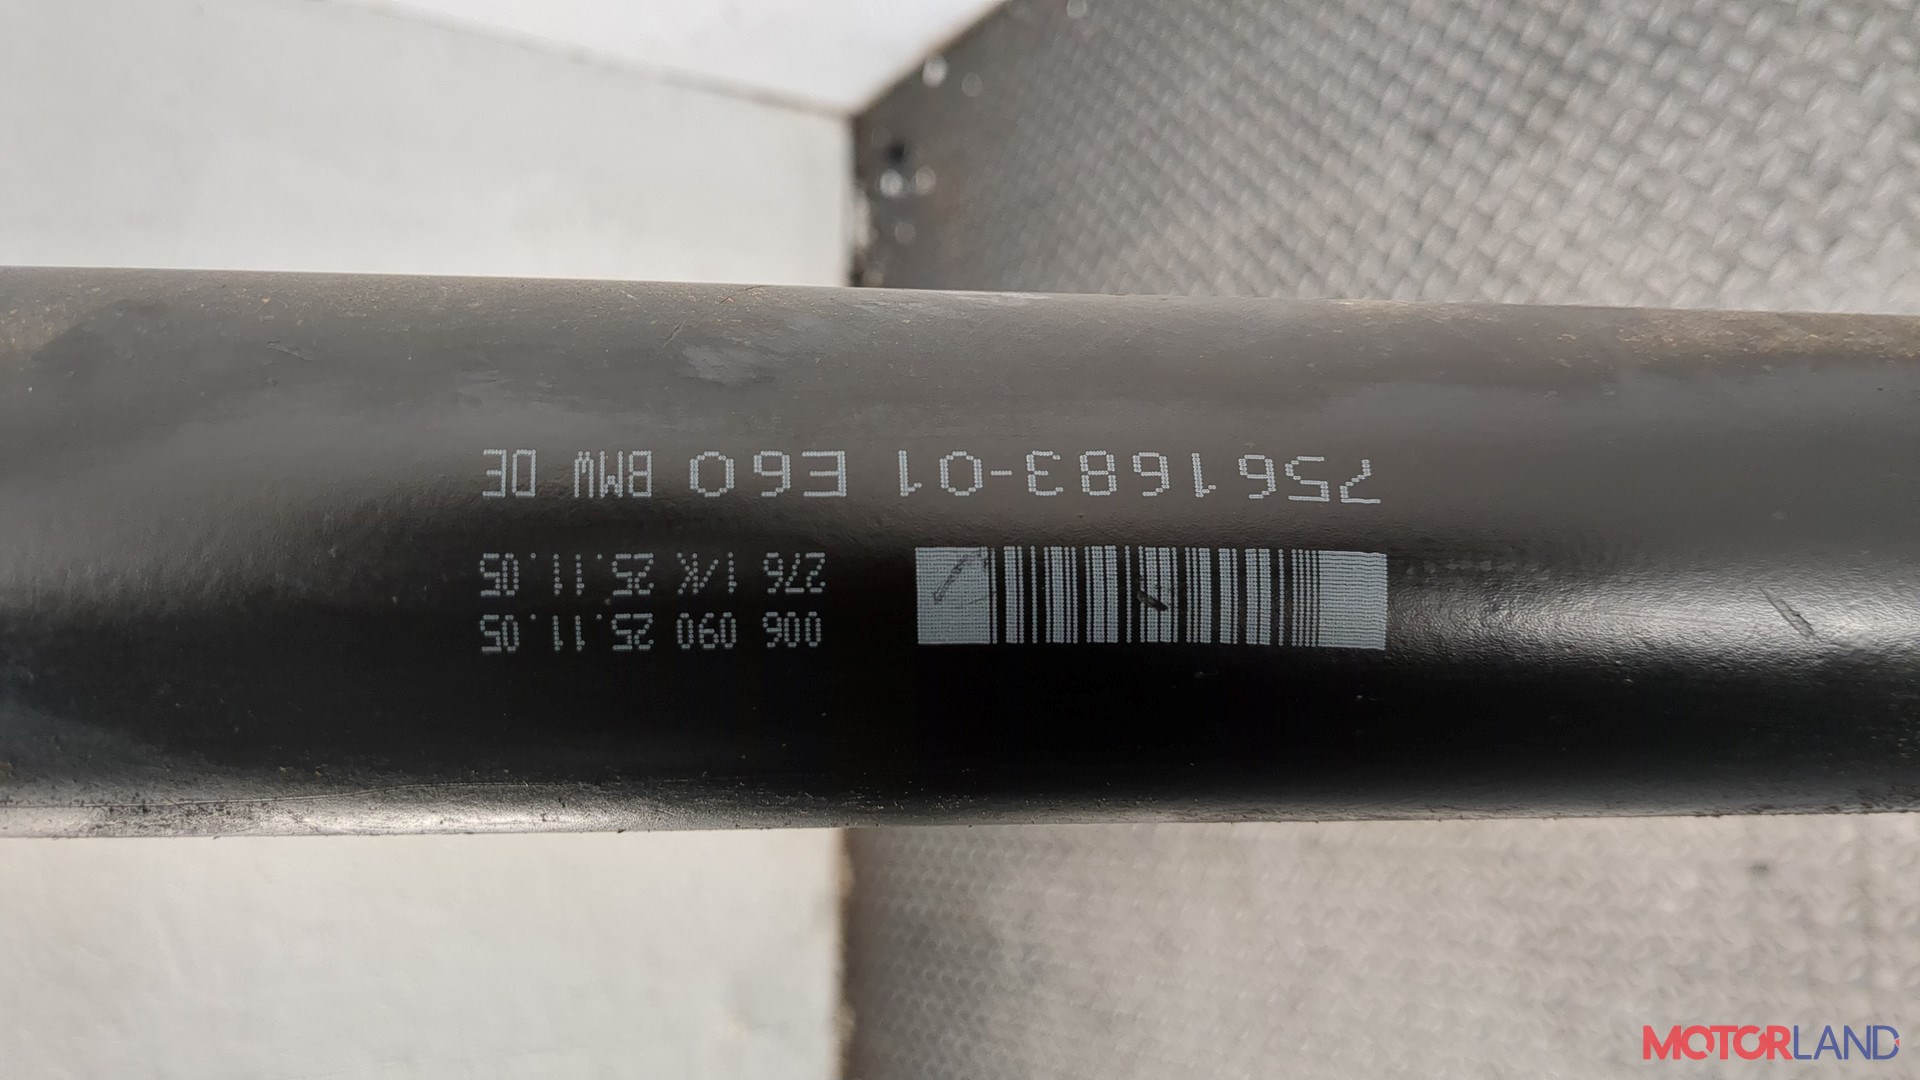 006 090 25.11.05
276 1/K 25.11.05
7561683-01 E60 BMW DE
MOTORLAND